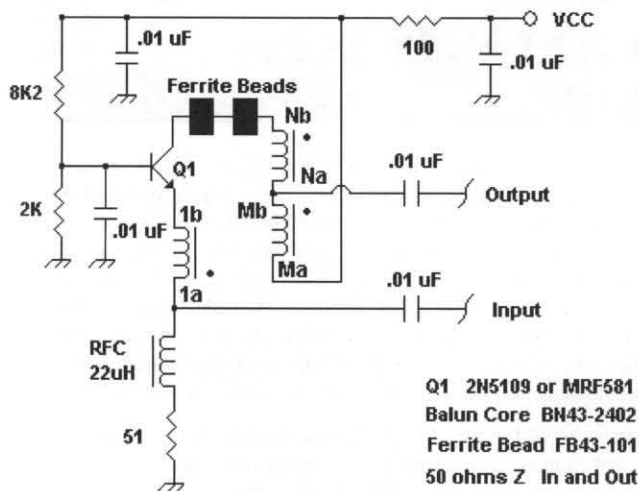 .01 uF
VCC
100
.01 uF
8K2
Ferrite Beads
Nb
Q1
Na
.01 uF
Output
2K
.01 uF
1b
Mb
Ma
.01 uF
1a
Input
RFC
22uH
51
Q1 2N5109 or MRF581
Balun Core BN43-2402
Ferrite Bead FB43-101
50 ohms Z In and Out